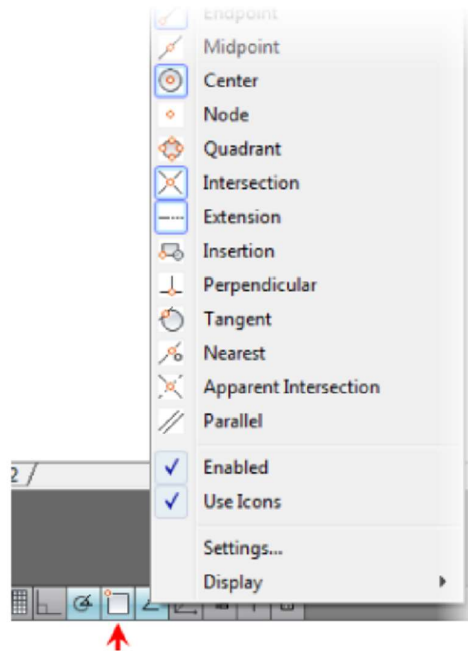 Endpoint
Midpoint
Center
Node
Quadrant
Intersection
Extension
Insertion
Perpendicular
Tangent
Nearest
Apparent Intersection
Parallel
2
Enabled
Use Icons
Settings...
Display